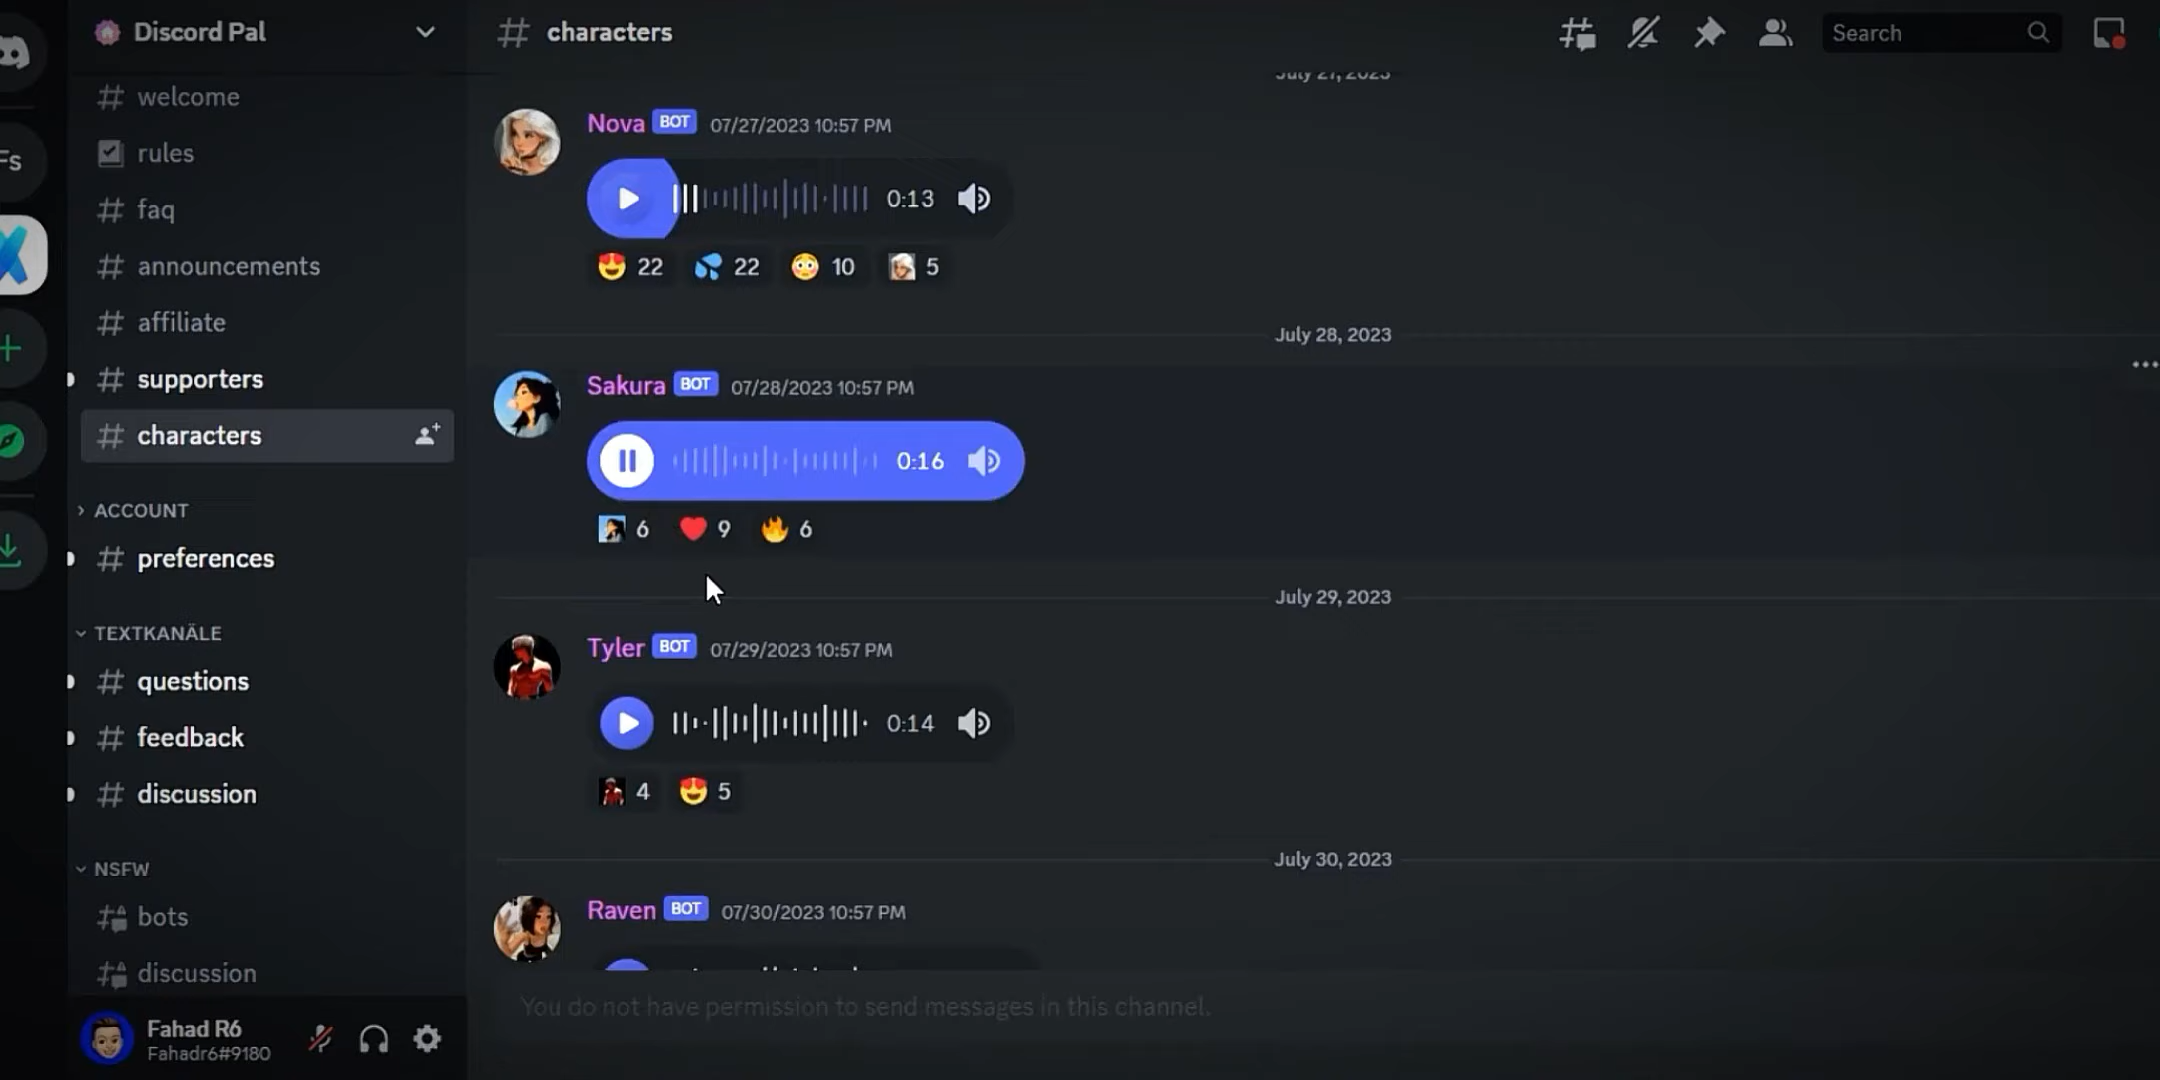 Discord Pal
welcome
rules
faq
announcements
affiliate
supporters
characters
ACCOUNT
preferences
TEXTKANÄLE
questions
feedback
discussion
NSFW
bots
discussion
Fahad R6
Fahadr6#9180
Fs
characters
Search
July 27, 2023
Nova BOT 07/27/2023 10:57 PM
0:13
22 22 10 5
July 28, 2023
Sakura BOT 07/28/2023 10:57 PM
0:16
6 9 6
July 29, 2023
Tyler BOT 07/29/2023 10:57 PM
0:14
4 5
July 30, 2023
Raven BOT 07/30/2023 10:57 PM
You do not have permission to send messages in this channel.